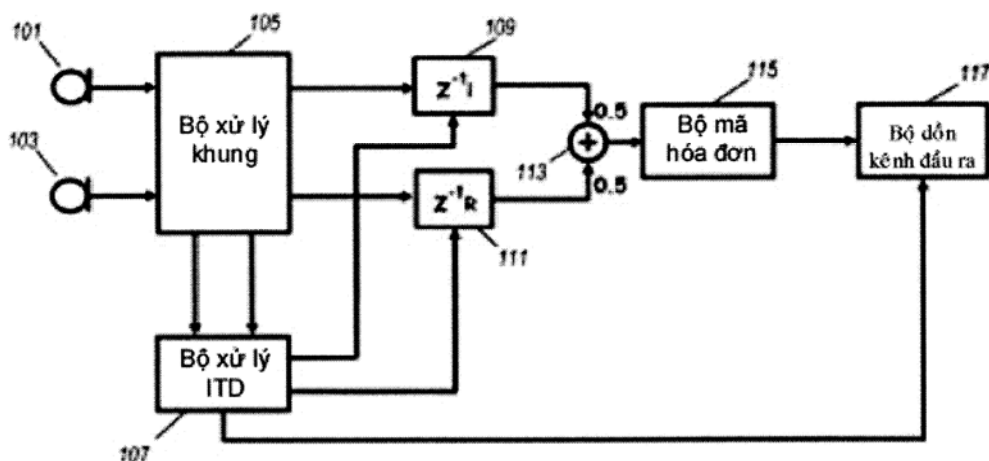 101
105
109
115
117
Bộ xử lý
khung
z⁻ᵗI
0.5
Bộ mã
hóa đơn
Bộ dồn
kênh đầu ra
103
+
113
0.5
z⁻ᵗR
111
Bộ xử lý
ITD
107